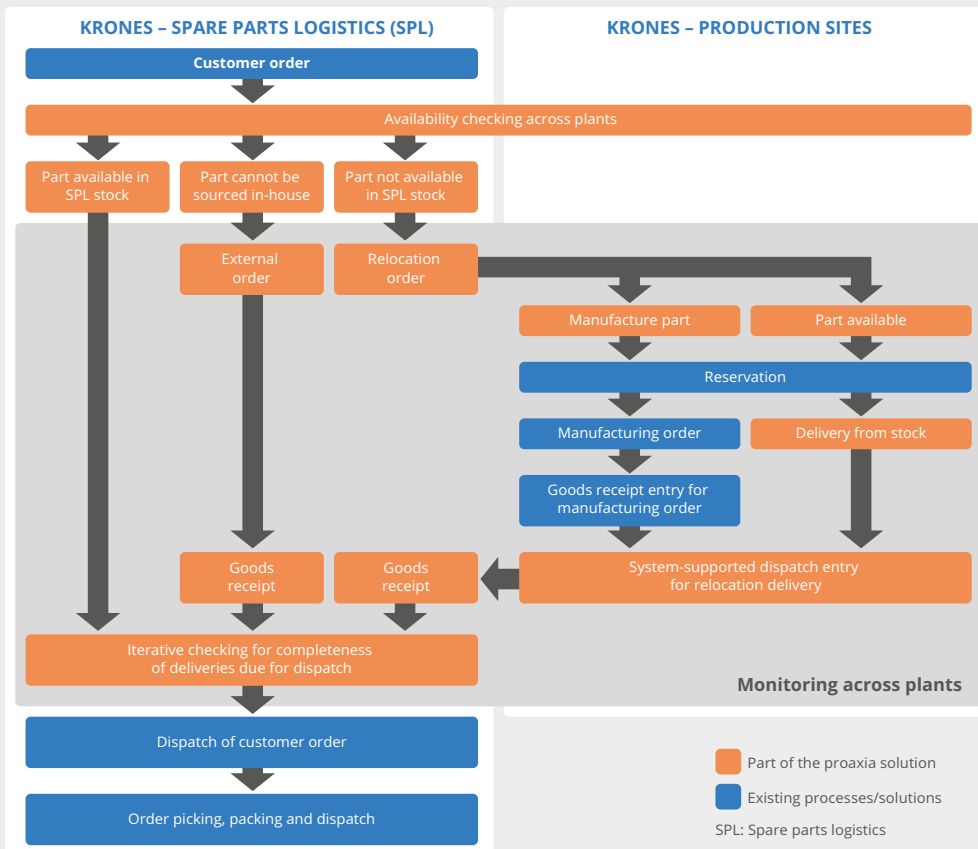 KRONES – SPARE PARTS LOGISTICS (SPL)
KRONES – PRODUCTION SITES
Customer order
Availability checking across plants
Part available in
SPL stock
Part cannot be
sourced in-house
Part not available
in SPL stock
External
order
Relocation
order
Manufacture part
Part available
Reservation
Manufacturing order
Delivery from stock
Goods receipt entry for
manufacturing order
Goods
receipt
Goods
receipt
System-supported dispatch entry
for relocation delivery
Iterative checking for completeness
of deliveries due for dispatch
Monitoring across plants
Dispatch of customer order
Order picking, packing and dispatch
Part of the proaxia solution
Existing processes/solutions
SPL: Spare parts logistics